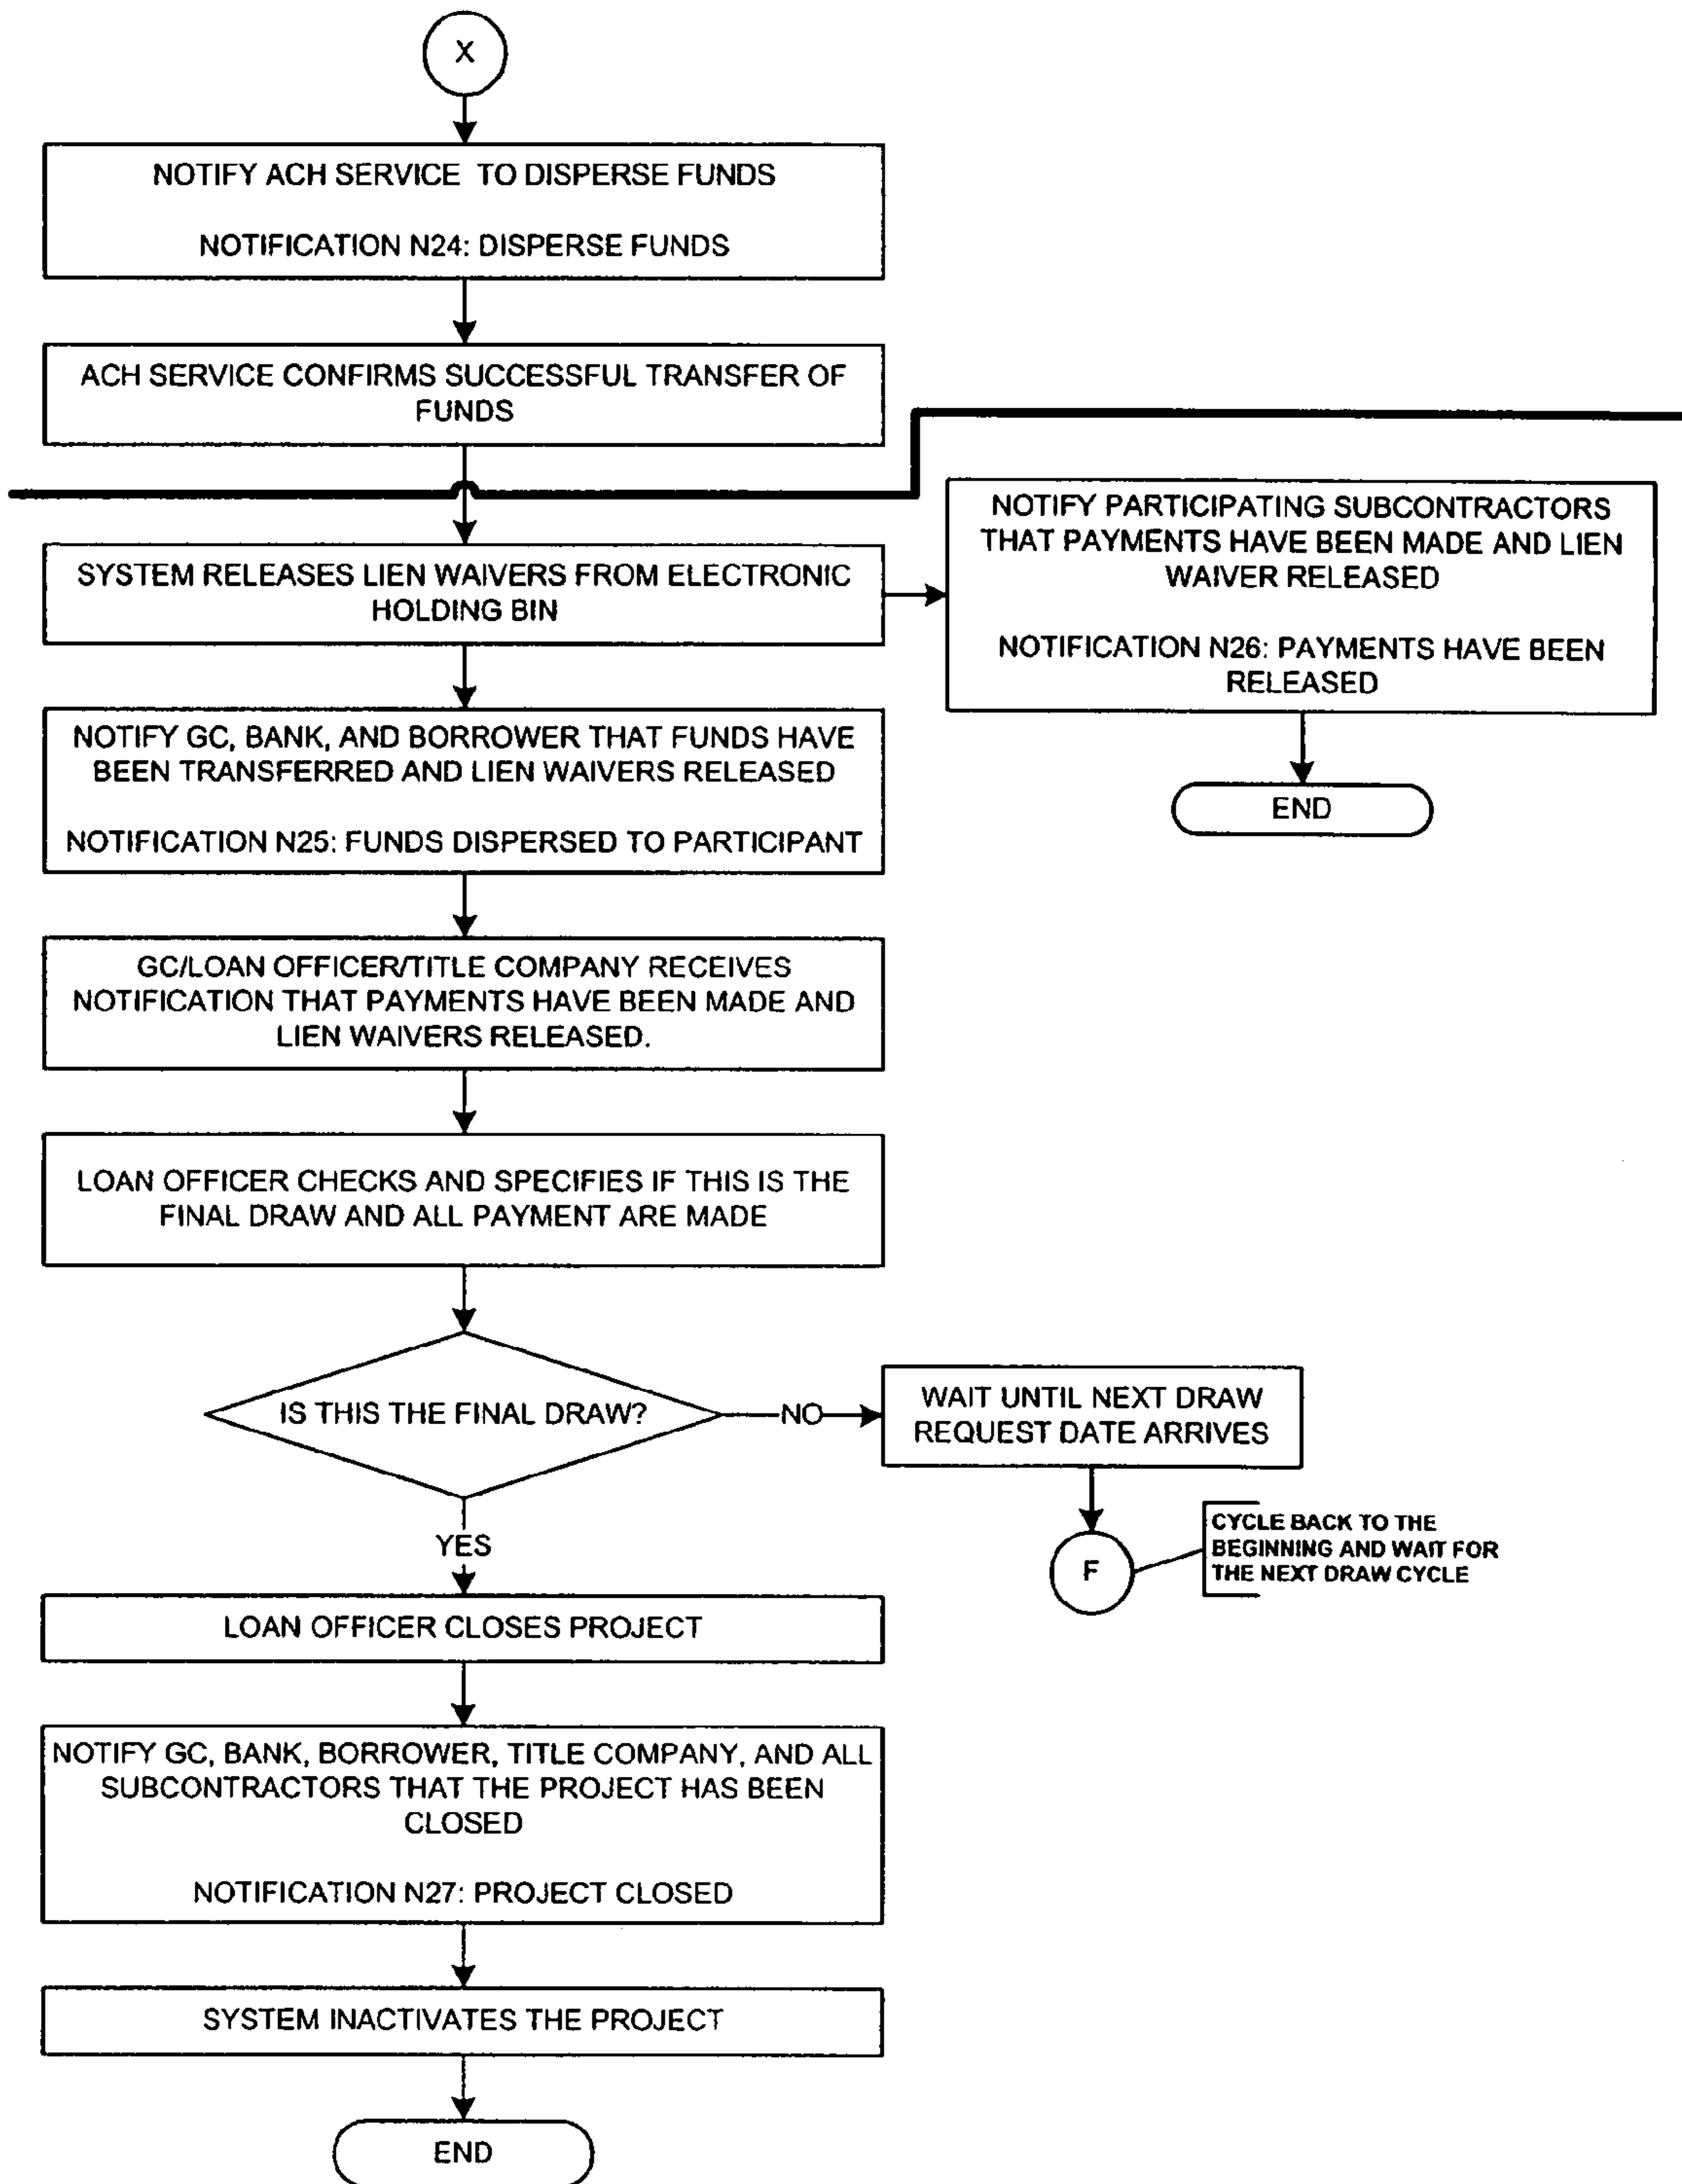 X
NOTIFY ACH SERVICE TO DISPERSE FUNDS
NOTIFICATION N24: DISPERSE FUNDS
ACH SERVICE CONFIRMS SUCCESSFUL TRANSFER OF
FUNDS
SYSTEM RELEASES LIEN WAIVERS FROM ELECTRONIC
HOLDING BIN
NOTIFY PARTICIPATING SUBCONTRACTORS
THAT PAYMENTS HAVE BEEN MADE AND LIEN
WAIVER RELEASED
NOTIFICATION N26: PAYMENTS HAVE BEEN
RELEASED
END
NOTIFY GC, BANK, AND BORROWER THAT FUNDS HAVE
BEEN TRANSFERRED AND LIEN WAIVERS RELEASED
NOTIFICATION N25: FUNDS DISPERSED TO PARTICIPANT
GC/LOAN OFFICER/TITLE COMPANY RECEIVES
NOTIFICATION THAT PAYMENTS HAVE BEEN MADE AND
LIEN WAIVERS RELEASED.
LOAN OFFICER CHECKS AND SPECIFIES IF THIS IS THE
FINAL DRAW AND ALL PAYMENT ARE MADE
IS THIS THE FINAL DRAW?
NO
WAIT UNTIL NEXT DRAW
REQUEST DATE ARRIVES
F
CYCLE BACK TO THE
BEGINNING AND WAIT FOR
THE NEXT DRAW CYCLE
YES
LOAN OFFICER CLOSES PROJECT
NOTIFY GC, BANK, BORROWER, TITLE COMPANY, AND ALL
SUBCONTRACTORS THAT THE PROJECT HAS BEEN
CLOSED
NOTIFICATION N27: PROJECT CLOSED
SYSTEM INACTIVATES THE PROJECT
END